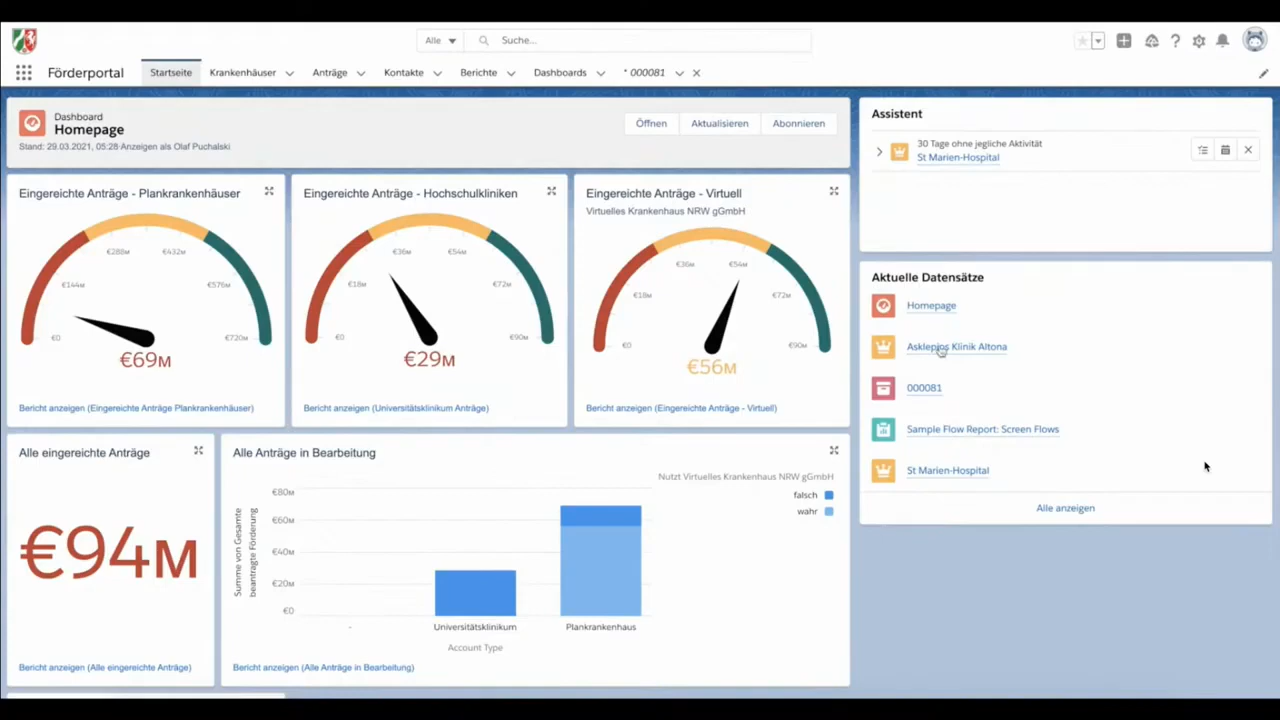 Alle
Suche...
Förderportal
Startseite
Krankenhäuser
Anträge
Kontakte
Berichte
Dashboards
* 000081
Dashboard
Homepage
Stand: 29.03.2021, 05:28·Anzeigen als Olaf Puchalski
Öffnen
Aktualisieren
Abonnieren
Eingereichte Anträge - Plankrankenhäuser
€0
€144M
€288M
€432M
€576M
€720M
€69M
Bericht anzeigen (Eingereichte Anträge Plankrankenhäuser)
Eingereichte Anträge - Hochschulkliniken
€0
€18M
€36M
€54M
€72M
€90M
€29M
Bericht anzeigen (Universitätsklinikum Anträge)
Eingereichte Anträge - Virtuell
Virtuelles Krankenhaus NRW gGmbH
€0
€18M
€36M
€54M
€72M
€90M
€56M
Bericht anzeigen (Eingereichte Anträge - Virtuell)
Alle eingereichte Anträge
€94M
Bericht anzeigen (Alle eingereichte Anträge)
Alle Anträge in Bearbeitung
Nutzt Virtuelles Krankenhaus NRW gGmbH
falsch
wahr
Summe von Gesamte
beantragte Förderung
€80M
€60M
€40M
€20M
€0
-
Universitätsklinikum
Plankrankenhaus
Account Type
Bericht anzeigen (Alle Anträge in Bearbeitung)
Assistent
30 Tage ohne jegliche Aktivität
St Marien-Hospital
Aktuelle Datensätze
Homepage
Asklepios Klinik Altona
000081
Sample Flow Report: Screen Flows
St Marien-Hospital
Alle anzeigen